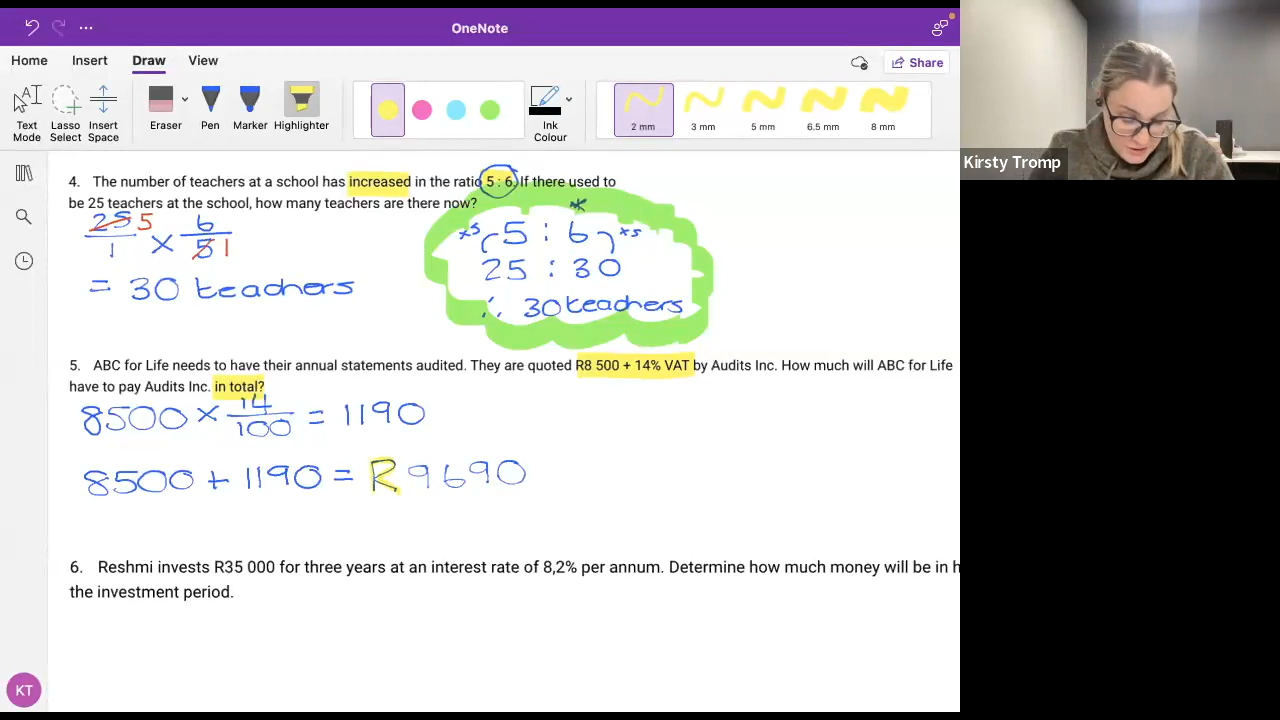 OneNote
Home Insert Draw View
Share
Text Mode
Lasso Select
Insert Space
Eraser
Pen
Marker
Highlighter
Ink Colour
2 mm
3 mm
5 mm
6.5 mm
8 mm
Kirsty Tromp
4. The number of teachers at a school has increased in the ratio 5 : 6. If there used to
be 25 teachers at the school, how many teachers are there now?
25 5 / 1 × 6 / 5 1
= 30 teachers
*
×5 5 : 6 ×5
25 : 30
∴ 30 teachers
5. ABC for Life needs to have their annual statements audited. They are quoted R8 500 + 14% VAT by Audits Inc. How much will ABC for Life
have to pay Audits Inc. in total?
8500 × 14/100 = 1190
8500 + 1190 = R 9690
6. Reshmi invests R35 000 for three years at an interest rate of 8,2% per annum. Determine how much money will be in h
the investment period.
KT